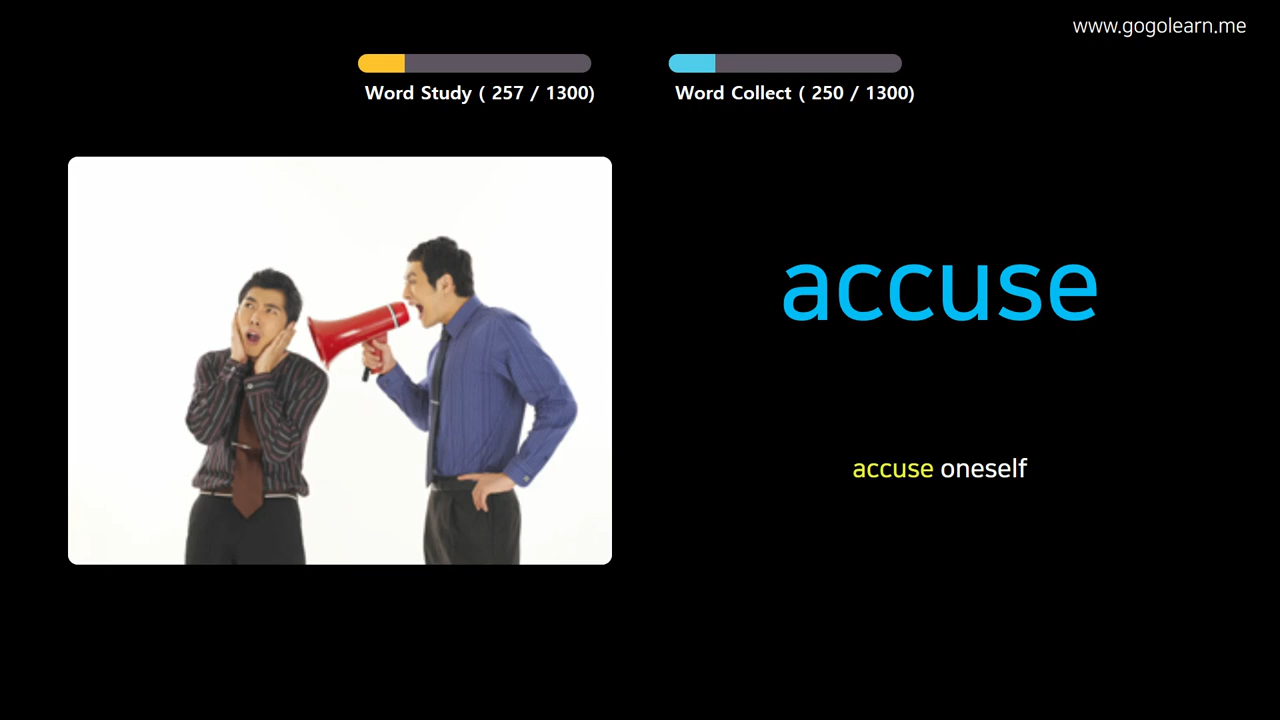 www.gogolearn.me
Word Study ( 257 / 1300)
Word Collect ( 250 / 1300)
accuse
accuse oneself